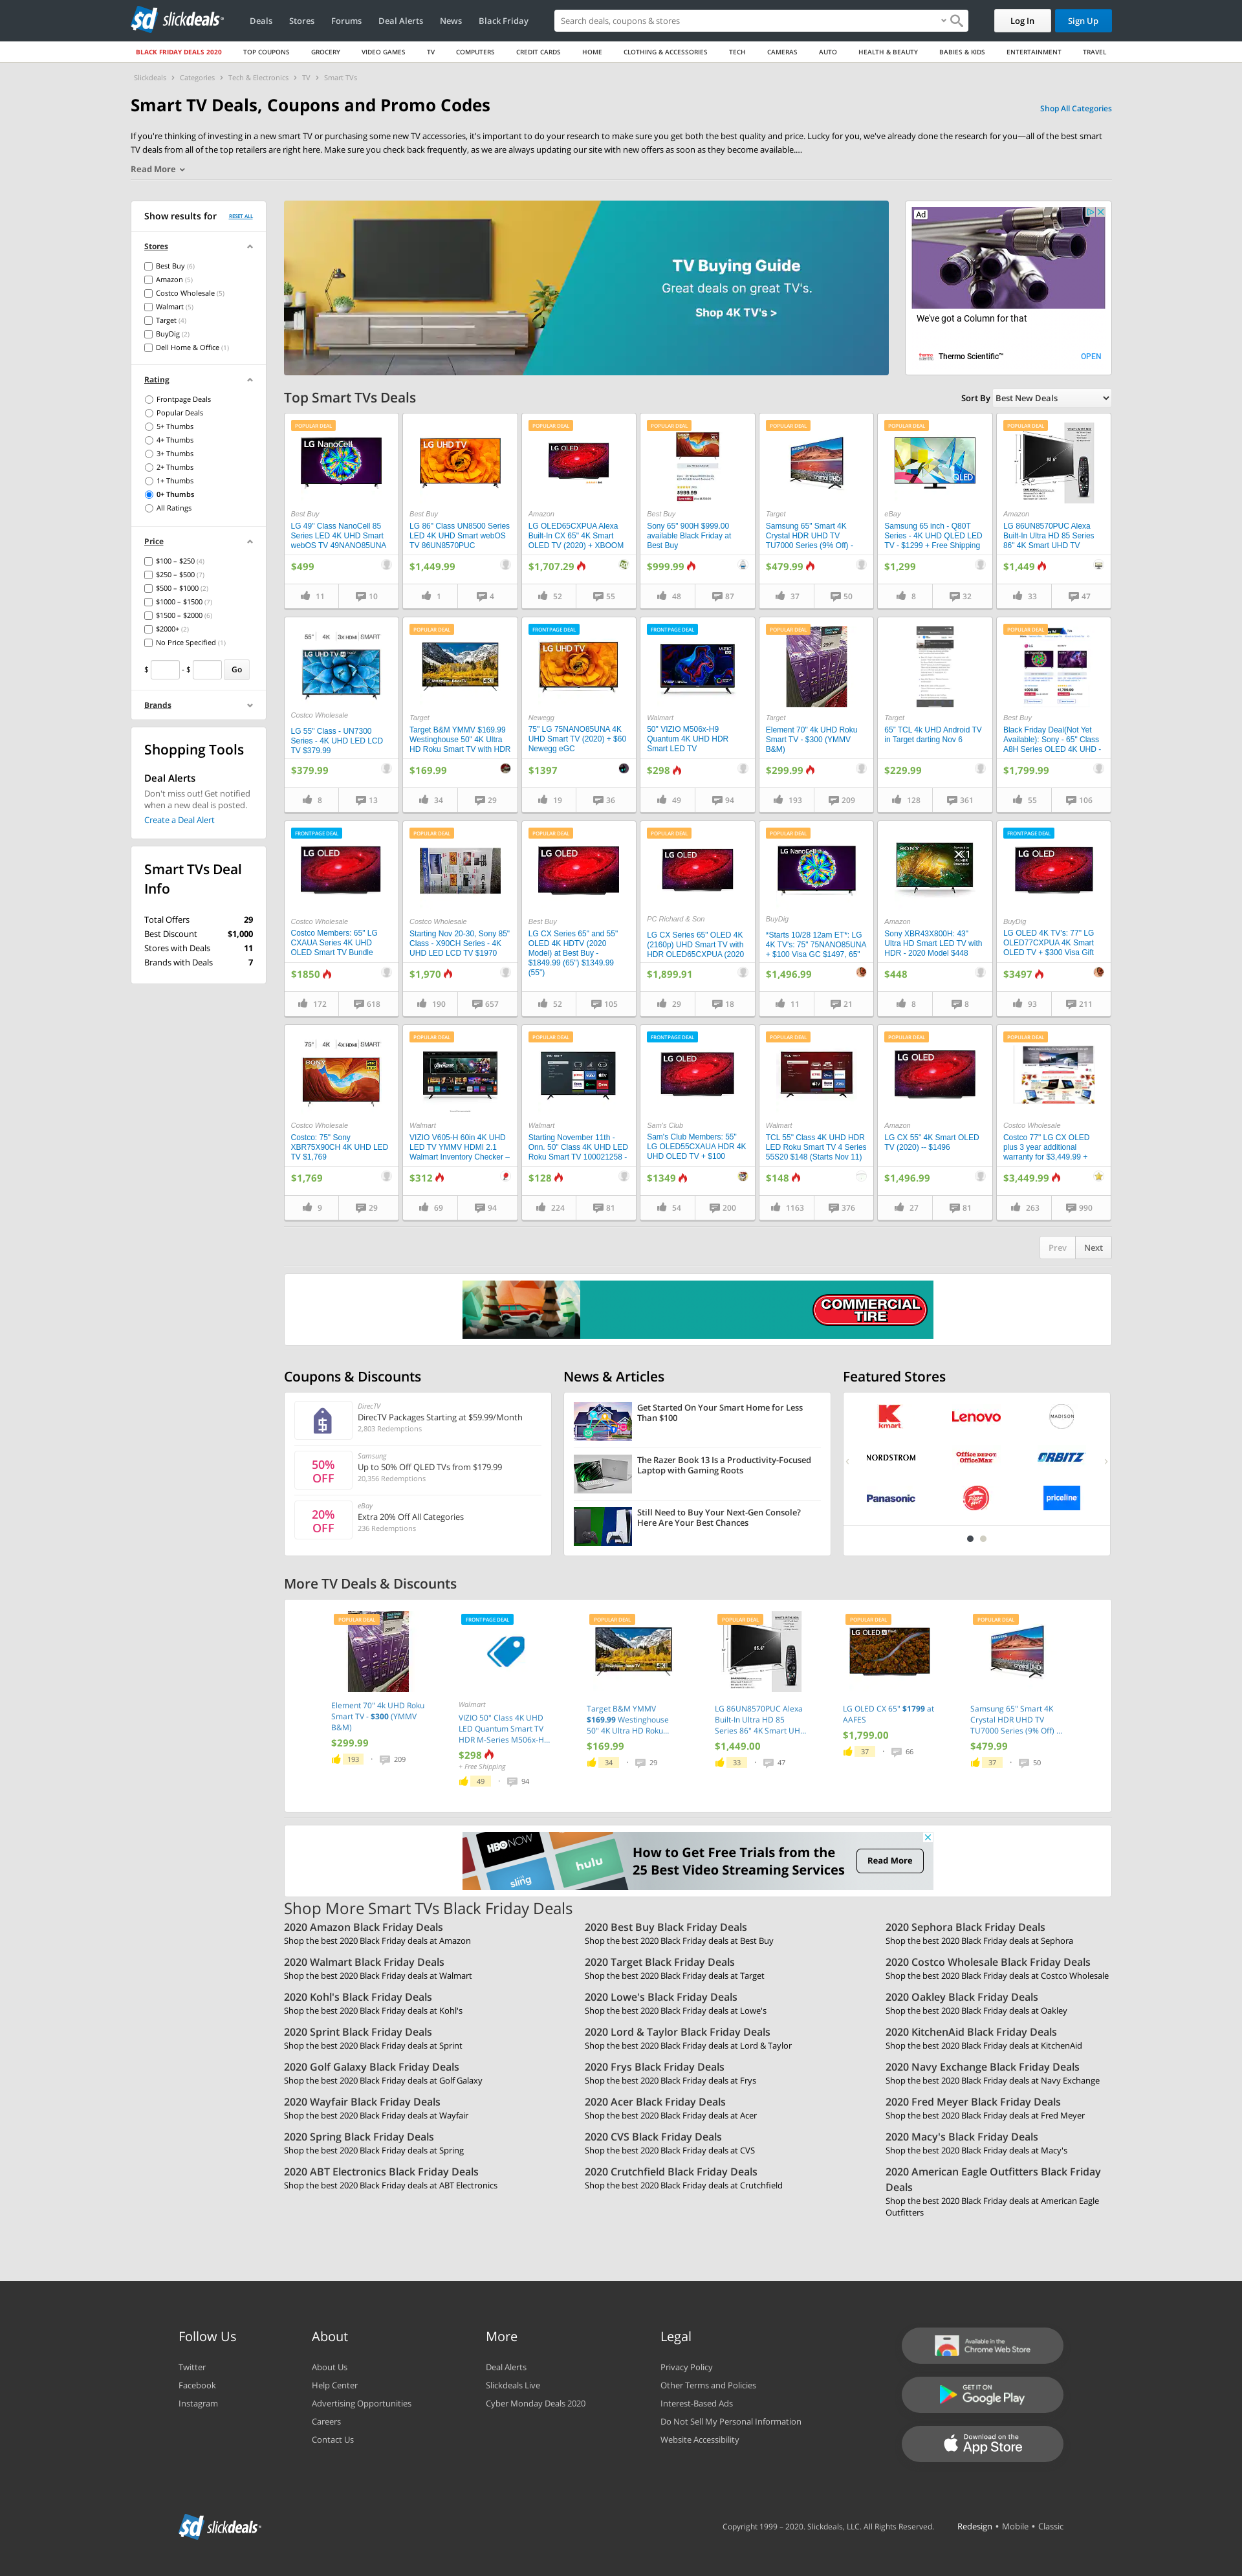 slickdeals
Deals
Stores
Forums
Deal Alerts
News
Black Friday
Search deals, coupons & stores
Log In
Sign Up
BLACK FRIDAY DEALS 2020
TOP COUPONS
GROCERY
VIDEO GAMES
TV
COMPUTERS
CREDIT CARDS
HOME
CLOTHING & ACCESSORIES
TECH
CAMERAS
AUTO
HEALTH & BEAUTY
BABIES & KIDS
ENTERTAINMENT
TRAVEL
Slickdeals > Categories > Tech & Electronics > TV > Smart TVs
Smart TV Deals, Coupons and Promo Codes
Shop All Categories
If you're thinking of investing in a new smart TV or purchasing some new TV accessories, it's important to do your research to make sure you get both the best quality and price. Lucky for you, we've already done the research for you—all of the best smart
TV deals from all of the top retailers are right here. Make sure you check back frequently, as we are always updating our site with new offers as soon as they become available....
Read More
Show results for
RESET ALL
Stores
Best Buy (6)
Amazon (5)
Costco Wholesale (5)
Walmart (5)
Target (4)
BuyDig (2)
Dell Home & Office (1)
Rating
Frontpage Deals
Popular Deals
5+ Thumbs
4+ Thumbs
3+ Thumbs
2+ Thumbs
1+ Thumbs
0+ Thumbs
All Ratings
Price
$100 – $250 (4)
$250 – $500 (7)
$500 – $1000 (2)
$1000 – $1500 (7)
$1500 – $2000 (6)
$2000+ (2)
No Price Specified (1)
$ - $ Go
Brands
Shopping Tools
Deal Alerts
Don't miss out! Get notified
when a new deal is posted.
Create a Deal Alert
Smart TVs Deal
Info
Total Offers 29
Best Discount $1,000
Stores with Deals 11
Brands with Deals 7
TV Buying Guide
Great deals on great TV's.
Shop 4K TV's >
Ad
We've got a Column for that
Thermo Scientific™
OPEN
Top Smart TVs Deals
Sort By Best New Deals
POPULAR DEAL
LG NanoCell
Best Buy
LG 49" Class NanoCell 85
Series LED 4K UHD Smart
webOS TV 49NANO85UNA
$499
11
10
LG UHD TV
Best Buy
LG 86" Class UN8500 Series
LED 4K UHD Smart webOS
TV 86UN8570PUC
$1,449.99
1
4
POPULAR DEAL
LG OLED
Amazon
LG OLED65CXPUA Alexa
Built-In CX 65" 4K Smart
OLED TV (2020) + XBOOM
$1,707.29
52
55
POPULAR DEAL
Best Buy
Sony 65" 900H $999.00
available Black Friday at
Best Buy
$999.99
48
87
POPULAR DEAL
Target
Samsung 65" Smart 4K
Crystal HDR UHD TV
TU7000 Series (9% Off) -
$479.99
37
50
POPULAR DEAL
QLED
eBay
Samsung 65 inch - Q80T
Series - 4K UHD QLED LED
TV - $1299 + Free Shipping
$1,299
8
32
POPULAR DEAL
85.6"
Amazon
LG 86UN8570PUC Alexa
Built-In Ultra HD 85 Series
86" 4K Smart UHD TV
$1,449
33
47
55" 4K 3x HDMI SMART
LG UHD TV
Costco Wholesale
LG 55" Class - UN7300
Series - 4K UHD LED LCD
TV $379.99
$379.99
8
13
POPULAR DEAL
Target
Target B&M YMMV $169.99
Westinghouse 50" 4K Ultra
HD Roku Smart TV with HDR
$169.99
34
29
FRONTPAGE DEAL
LG UHD TV
Newegg
75" LG 75NANO85UNA 4K
UHD Smart TV (2020) + $60
Newegg eGC
$1397
19
36
FRONTPAGE DEAL
Walmart
50" VIZIO M506x-H9
Quantum 4K UHD HDR
Smart LED TV
$298
49
94
POPULAR DEAL
Target
Element 70" 4k UHD Roku
Smart TV - $300 (YMMV
B&M)
$299.99
193
209
Target
65" TCL 4k UHD Android TV
in Target darting Nov 6
$229.99
128
361
POPULAR DEAL
Best Buy
Black Friday Deal(Not Yet
Available): Sony - 65" Class
A8H Series OLED 4K UHD -
$1,799.99
55
106
FRONTPAGE DEAL
LG OLED
Costco Wholesale
Costco Members: 65" LG
CXAUA Series 4K UHD
OLED Smart TV Bundle
$1850
172
618
POPULAR DEAL
Costco Wholesale
Starting Nov 20-30, Sony 85"
Class - X90CH Series - 4K
UHD LED LCD TV $1970
$1,970
190
657
POPULAR DEAL
LG OLED
Best Buy
LG CX Series 65" and 55"
OLED 4K HDTV (2020
Model) at Best Buy -
$1849.99 (65") $1349.99
(55")
52
105
POPULAR DEAL
LG OLED
PC Richard & Son
LG CX Series 65" OLED 4K
(2160p) UHD Smart TV with
HDR OLED65CXPUA (2020
$1,899.91
29
18
POPULAR DEAL
LG NanoCell
BuyDig
*Starts 10/28 12am ET*: LG
4K TV's: 75" 75NANO85UNA
+ $100 Visa GC $1497, 65"
$1,496.99
11
21
SONY
X1
Amazon
Sony XBR43X800H: 43"
Ultra HD Smart LED TV with
HDR - 2020 Model $448
$448
8
8
FRONTPAGE DEAL
LG OLED
BuyDig
LG OLED 4K TV's: 77" LG
OLED77CXPUA 4K Smart
OLED TV + $300 Visa Gift
$3497
93
211
75" 4K 4x HDMI SMART
SONY
Costco Wholesale
Costco: 75" Sony
XBR75X90CH 4K UHD LED
TV $1,769
$1,769
9
29
POPULAR DEAL
Walmart
VIZIO V605-H 60in 4K UHD
LED TV YMMV HDMI 2.1
Walmart Inventory Checker –
$312
69
94
POPULAR DEAL
Walmart
Starting November 11th -
Onn. 50" Class 4K UHD LED
Roku Smart TV 100021258 -
$128
224
81
FRONTPAGE DEAL
LG OLED
Sam's Club
Sam's Club Members: 55"
LG OLED55CXAUA HDR 4K
UHD OLED TV + $100
$1349
54
200
POPULAR DEAL
Walmart
TCL 55" Class 4K UHD HDR
LED Roku Smart TV 4 Series
55S20 $148 (Starts Nov 11)
$148
1163
376
POPULAR DEAL
LG OLED
Amazon
LG CX 55" 4K Smart OLED
TV (2020) -- $1496
$1,496.99
27
81
POPULAR DEAL
Costco Wholesale
Costco 77" LG CX OLED
plus 3 year additional
warranty for $3,449.99 +
$3,449.99
263
990
Prev
Next
COMMERCIAL
TIRE
Coupons & Discounts
DirecTV
DirecTV Packages Starting at $59.99/Month
2,803 Redemptions
50%
OFF
Samsung
Up to 50% Off QLED TVs from $179.99
20,356 Redemptions
20%
OFF
eBay
Extra 20% Off All Categories
236 Redemptions
News & Articles
Get Started On Your Smart Home for Less
Than $100
The Razer Book 13 Is a Productivity-Focused
Laptop with Gaming Roots
Still Need to Buy Your Next-Gen Console?
Here Are Your Best Chances
Featured Stores
kmart
Lenovo
MADISON
NORDSTROM
Office DEPOT
OfficeMax
ORBITZ
Panasonic
Pizza Hut
priceline
More TV Deals & Discounts
POPULAR DEAL
Element 70" 4k UHD Roku
Smart TV - $300 (YMMV
B&M)
$299.99
193
209
FRONTPAGE DEAL
Walmart
VIZIO 50" Class 4K UHD
LED Quantum Smart TV
HDR M-Series M506x-H...
$298
+ Free Shipping
49
94
POPULAR DEAL
Target B&M YMMV
$169.99 Westinghouse
50" 4K Ultra HD Roku...
$169.99
34
29
POPULAR DEAL
85.6"
LG 86UN8570PUC Alexa
Built-In Ultra HD 85
Series 86" 4K Smart UH...
$1,449.00
33
47
POPULAR DEAL
LG OLED
LG OLED CX 65" $1799 at
AAFES
$1,799.00
37
66
POPULAR DEAL
Samsung 65" Smart 4K
Crystal HDR UHD TV
TU7000 Series (9% Off) ...
$479.99
37
50
HBO NOW
hulu
sling
How to Get Free Trials from the
25 Best Video Streaming Services
Read More
Shop More Smart TVs Black Friday Deals
2020 Amazon Black Friday Deals
Shop the best 2020 Black Friday deals at Amazon
2020 Best Buy Black Friday Deals
Shop the best 2020 Black Friday deals at Best Buy
2020 Sephora Black Friday Deals
Shop the best 2020 Black Friday deals at Sephora
2020 Walmart Black Friday Deals
Shop the best 2020 Black Friday deals at Walmart
2020 Target Black Friday Deals
Shop the best 2020 Black Friday deals at Target
2020 Costco Wholesale Black Friday Deals
Shop the best 2020 Black Friday deals at Costco Wholesale
2020 Kohl's Black Friday Deals
Shop the best 2020 Black Friday deals at Kohl's
2020 Lowe's Black Friday Deals
Shop the best 2020 Black Friday deals at Lowe's
2020 Oakley Black Friday Deals
Shop the best 2020 Black Friday deals at Oakley
2020 Sprint Black Friday Deals
Shop the best 2020 Black Friday deals at Sprint
2020 Lord & Taylor Black Friday Deals
Shop the best 2020 Black Friday deals at Lord & Taylor
2020 KitchenAid Black Friday Deals
Shop the best 2020 Black Friday deals at KitchenAid
2020 Golf Galaxy Black Friday Deals
Shop the best 2020 Black Friday deals at Golf Galaxy
2020 Frys Black Friday Deals
Shop the best 2020 Black Friday deals at Frys
2020 Navy Exchange Black Friday Deals
Shop the best 2020 Black Friday deals at Navy Exchange
2020 Wayfair Black Friday Deals
Shop the best 2020 Black Friday deals at Wayfair
2020 Acer Black Friday Deals
Shop the best 2020 Black Friday deals at Acer
2020 Fred Meyer Black Friday Deals
Shop the best 2020 Black Friday deals at Fred Meyer
2020 Spring Black Friday Deals
Shop the best 2020 Black Friday deals at Spring
2020 CVS Black Friday Deals
Shop the best 2020 Black Friday deals at CVS
2020 Macy's Black Friday Deals
Shop the best 2020 Black Friday deals at Macy's
2020 ABT Electronics Black Friday Deals
Shop the best 2020 Black Friday deals at ABT Electronics
2020 Crutchfield Black Friday Deals
Shop the best 2020 Black Friday deals at Crutchfield
2020 American Eagle Outfitters Black Friday
Deals
Shop the best 2020 Black Friday deals at American Eagle
Outfitters
Follow Us
Twitter
Facebook
Instagram
About
About Us
Help Center
Advertising Opportunities
Careers
Contact Us
More
Deal Alerts
Slickdeals Live
Cyber Monday Deals 2020
Legal
Privacy Policy
Other Terms and Policies
Interest-Based Ads
Do Not Sell My Personal Information
Website Accessibility
Available in the
Chrome Web Store
GET IT ON
Google Play
Download on the
App Store
slickdeals
Copyright 1999 – 2020. Slickdeals, LLC. All Rights Reserved.
Redesign • Mobile • Classic